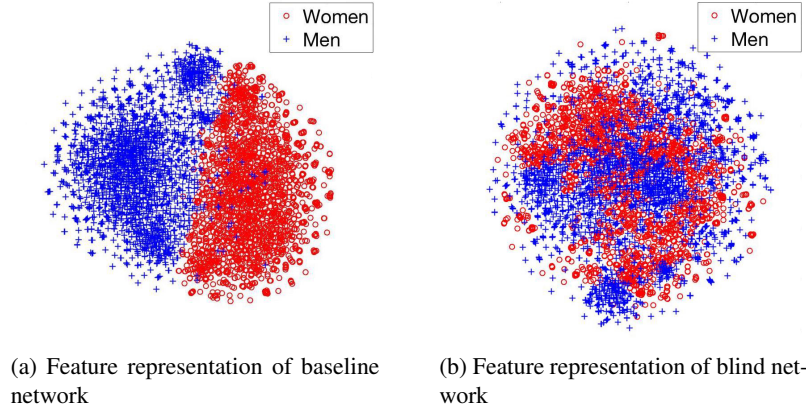 Women
Men
Women
Men
(a) Feature representation of baseline
network
(b) Feature representation of blind net-
work